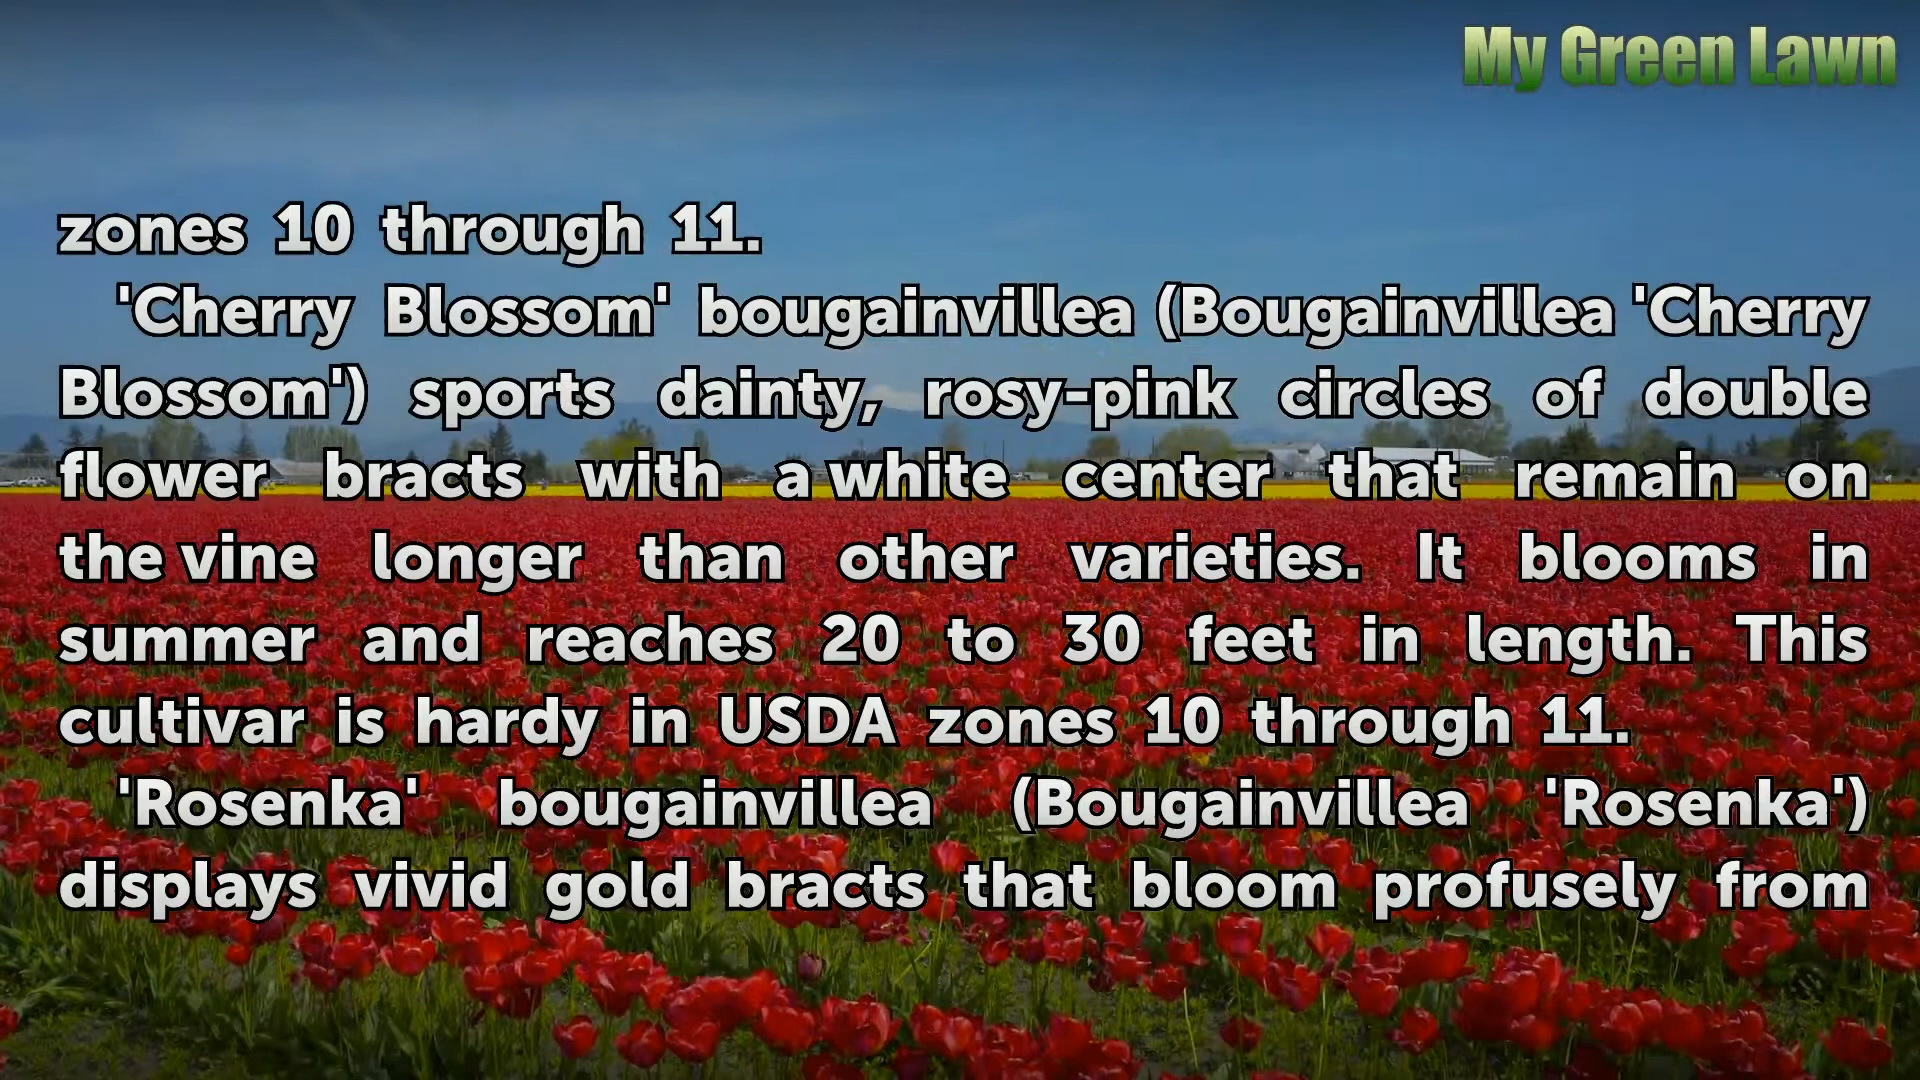 My Green Lawn
zones 10 through 11.
'Cherry Blossom' bougainvillea (Bougainvillea 'Cherry
Blossom') sports dainty, rosy-pink circles of double
flower bracts with a white center that remain on
the vine longer than other varieties. It blooms in
summer and reaches 20 to 30 feet in length. This
cultivar is hardy in USDA zones 10 through 11.
'Rosenka' bougainvillea (Bougainvillea 'Rosenka')
displays vivid gold bracts that bloom profusely from